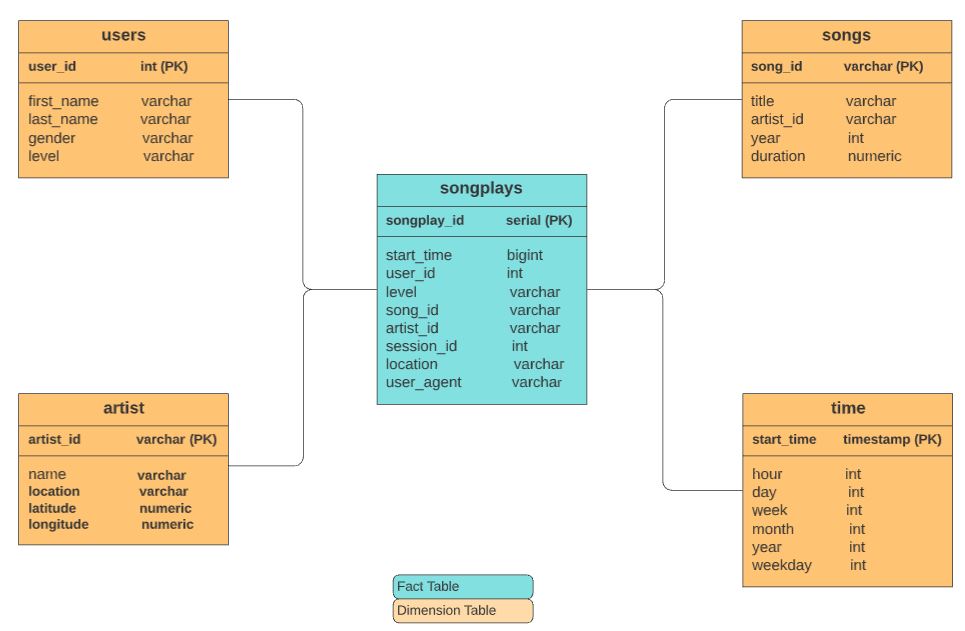 users
user_id int (PK)
first_name varchar
last_name varchar
gender varchar
level varchar
songs
song_id varchar (PK)
title varchar
artist_id varchar
year int
duration numeric
songplays
songplay_id serial (PK)
start_time bigint
user_id int
level varchar
song_id varchar
artist_id varchar
session_id int
location varchar
user_agent varchar
artist
artist_id varchar (PK)
name varchar
location varchar
latitude numeric
longitude numeric
time
start_time timestamp (PK)
hour int
day int
week int
month int
year int
weekday int
Fact Table
Dimension Table